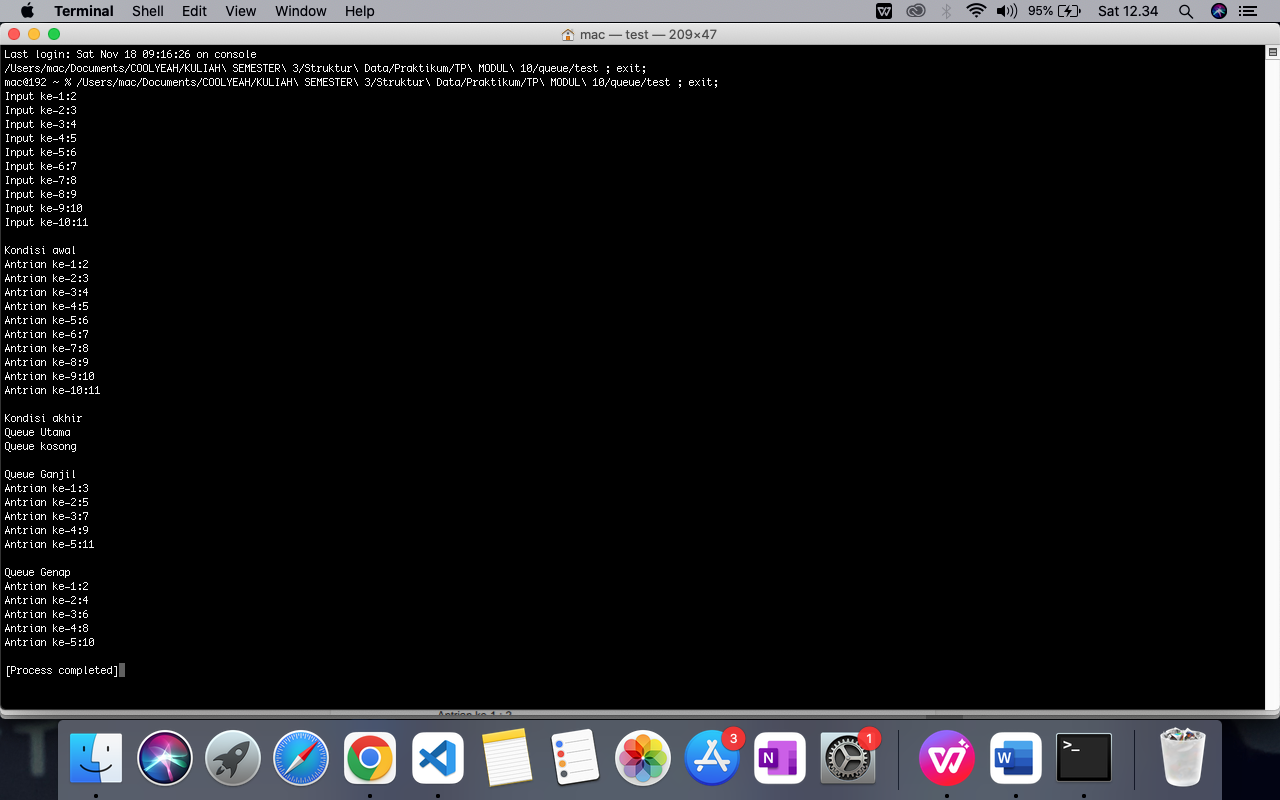 Terminal Shell Edit View Window Help 95% Sat 12.34
mac — test — 209×47
Last login: Sat Nov 18 09:16:26 on console
/Users/mac/Documents/COOLYEAH/KULIAH\ SEMESTER\ 3/Struktur\ Data/Praktikum/TP\ MODUL\ 10/queue/test ; exit;
mac@192 ~ % /Users/mac/Documents/COOLYEAH/KULIAH\ SEMESTER\ 3/Struktur\ Data/Praktikum/TP\ MODUL\ 10/queue/test ; exit;
Input ke-1:2
Input ke-2:3
Input ke-3:4
Input ke-4:5
Input ke-5:6
Input ke-6:7
Input ke-7:8
Input ke-8:9
Input ke-9:10
Input ke-10:11
Kondisi awal
Antrian ke-1:2
Antrian ke-2:3
Antrian ke-3:4
Antrian ke-4:5
Antrian ke-5:6
Antrian ke-6:7
Antrian ke-7:8
Antrian ke-8:9
Antrian ke-9:10
Antrian ke-10:11
Kondisi akhir
Queue Utama
Queue kosong
Queue Ganjil
Antrian ke-1:3
Antrian ke-2:5
Antrian ke-3:7
Antrian ke-4:9
Antrian ke-5:11
Queue Genap
Antrian ke-1:2
Antrian ke-2:4
Antrian ke-3:6
Antrian ke-4:8
Antrian ke-5:10
[Process completed]
3
1
N
W
W
>_